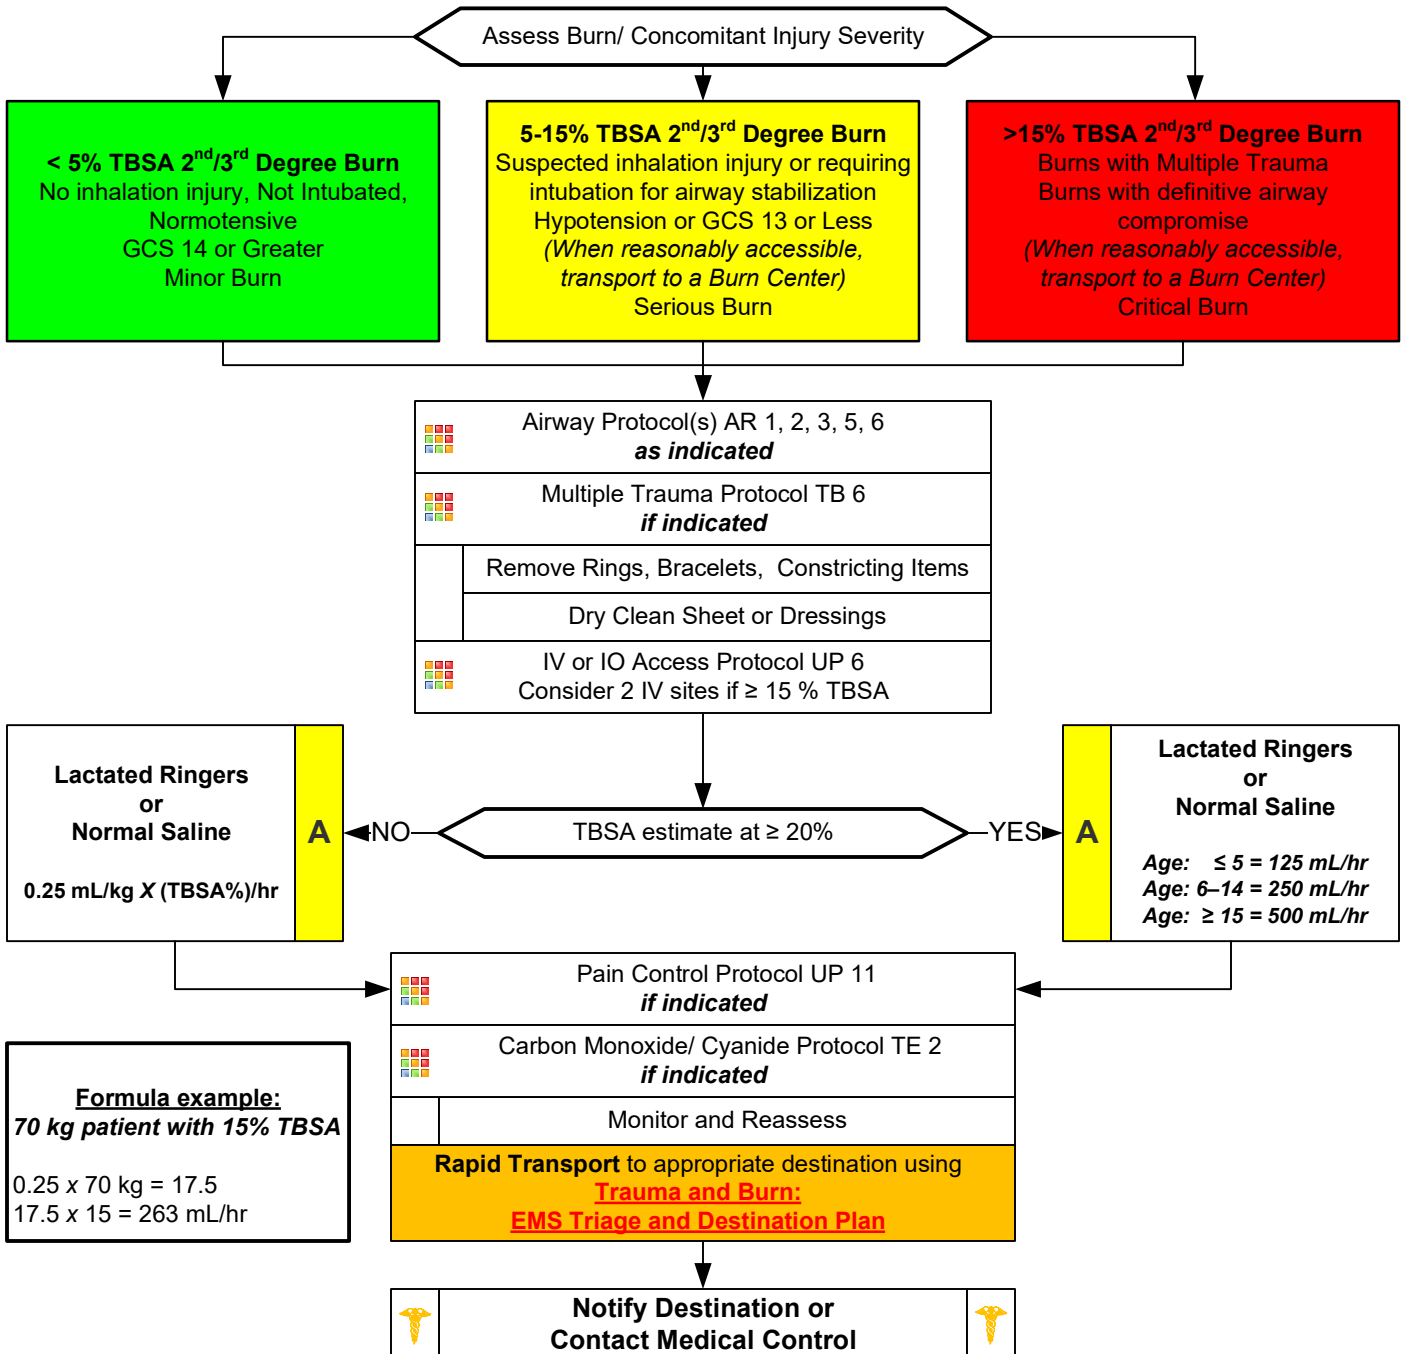 Assess Burn/ Concomitant Injury Severity
< 5% TBSA 2nd/3rd Degree Burn
No inhalation injury, Not Intubated,
Normotensive
GCS 14 or Greater
Minor Burn
5-15% TBSA 2nd/3rd Degree Burn
Suspected inhalation injury or requiring
intubation for airway stabilization
Hypotension or GCS 13 or Less
(When reasonably accessible,
transport to a Burn Center)
Serious Burn
>15% TBSA 2nd/3rd Degree Burn
Burns with Multiple Trauma
Burns with definitive airway
compromise
(When reasonably accessible,
transport to a Burn Center)
Critical Burn
Airway Protocol(s) AR 1, 2, 3, 5, 6
as indicated
Multiple Trauma Protocol TB 6
if indicated
Remove Rings, Bracelets, Constricting Items
Dry Clean Sheet or Dressings
IV or IO Access Protocol UP 6
Consider 2 IV sites if ≥ 15 % TBSA
TBSA estimate at ≥ 20%
NO
A
Lactated Ringers
or
Normal Saline
0.25 mL/kg X (TBSA%)/hr
YES
A
Lactated Ringers
or
Normal Saline
Age: ≤ 5 = 125 mL/hr
Age: 6–14 = 250 mL/hr
Age: ≥ 15 = 500 mL/hr
Pain Control Protocol UP 11
if indicated
Carbon Monoxide/ Cyanide Protocol TE 2
if indicated
Monitor and Reassess
Rapid Transport to appropriate destination using
Trauma and Burn:
EMS Triage and Destination Plan
Formula example:
70 kg patient with 15% TBSA
0.25 x 70 kg = 17.5
17.5 x 15 = 263 mL/hr
Notify Destination or
Contact Medical Control